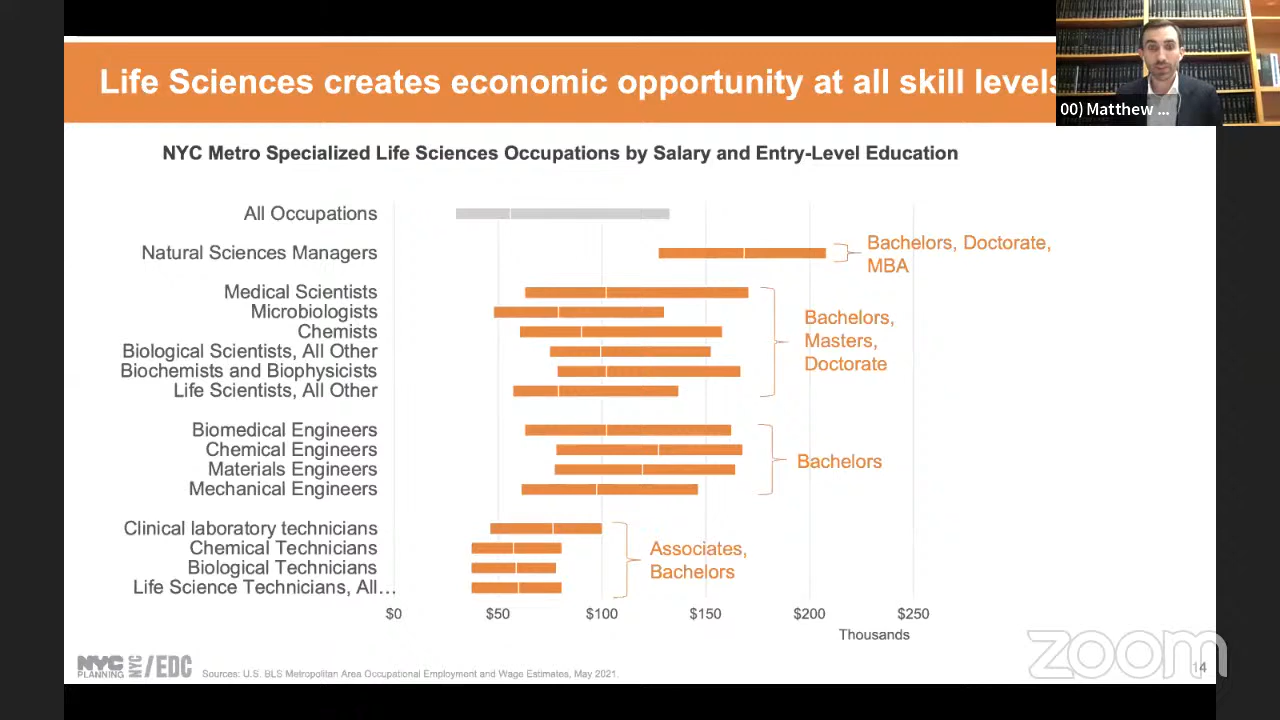 Life Sciences creates economic opportunity at all skill levels
00) Matthew ...
NYC Metro Specialized Life Sciences Occupations by Salary and Entry-Level Education
All Occupations
Natural Sciences Managers
Bachelors, Doctorate,
MBA
Medical Scientists
Microbiologists
Chemists
Biological Scientists, All Other
Biochemists and Biophysicists
Life Scientists, All Other
Bachelors,
Masters,
Doctorate
Biomedical Engineers
Chemical Engineers
Materials Engineers
Mechanical Engineers
Bachelors
Clinical laboratory technicians
Chemical Technicians
Biological Technicians
Life Science Technicians, All…
Associates,
Bachelors
$0 $50 $100 $150 $200 $250
Thousands
NYC
PLANNING
NYC/EDC
Sources: U.S. BLS Metropolitan Area Occupational Employment and Wage Estimates, May 2021.
zoom
14